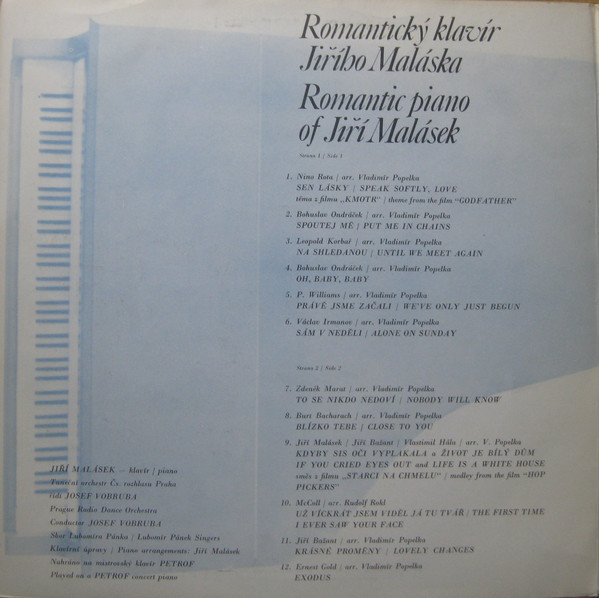 Romantický klavír
Jiřího Maláska
Romantic piano
of Jiří Malásek
Strana 1 / Side 1
1. Nino Rota / arr. Vladimír Popelka
SEN LÁSKY / SPEAK SOFTLY, LOVE
téma z filmu „KMOTR" / theme from the film "GODFATHER"
2. Bohuslav Ondráček / arr. Vladimír Popelka
SPOUTEJ MĚ / PUT ME IN CHAINS
3. Leopold Korbař / arr. Vladimír Popelka
NA SHLEDANOU / UNTIL WE MEET AGAIN
4. Bohuslav Ondráček / arr. Vladimír Popelka
OH, BABY, BABY
5. P. Williams / arr. Vladimír Popelka
PRÁVĚ JSME ZAČALI / WE'VE ONLY JUST BEGUN
6. Václav Irmanov / arr. Vladimír Popelka
SÁM V NEDĚLI / ALONE ON SUNDAY
Strana 2 / Side 2
7. Zdeněk Marat / arr. Vladimír Popelka
TO SE NIKDO NEDOVÍ / NOBODY WILL KNOW
8. Burt Bacharach / arr. Vladimír Popelka
BLÍZKO TEBE / CLOSE TO YOU
9. Jiří Malásek / Jiří Bažant / Vlastimil Hála / arr. V. Popelka
KDYBY SIS OČI VYPLAKALA a ŽIVOT JE BÍLÝ DŮM
IF YOU CRIED EYES OUT and LIFE IS A WHITE HOUSE
směs z filmu „STARCI NA CHMELU" / medley from the film "HOP
PICKERS"
10. McColl / arr. Rudolf Rokl
UŽ VÍCKRÁT JSEM VIDĚL JÁ TU TVÁŘ / THE FIRST TIME
I EVER SAW YOUR FACE
11. Jiří Bažant / arr. Vladimír Popelka
KRÁSNÉ PROMĚNY / LOVELY CHANGES
12. Ernest Gold / arr. Vladimír Popelka
EXODUS
JIŘÍ MALÁSEK — klavír / piano
Taneční orchestr Čs. rozhlasu Praha
řídí JOSEF VOBRUBA
Prague Radio Dance Orchestra
Conductor JOSEF VOBRUBA
Sbor Lubomíra Pánka / Lubomír Pánek Singers
Klavírní úpravy / Piano arrangements: Jiří Malásek
Nahráno na mistrovský klavír PETROF
Played on a PETROF concert piano